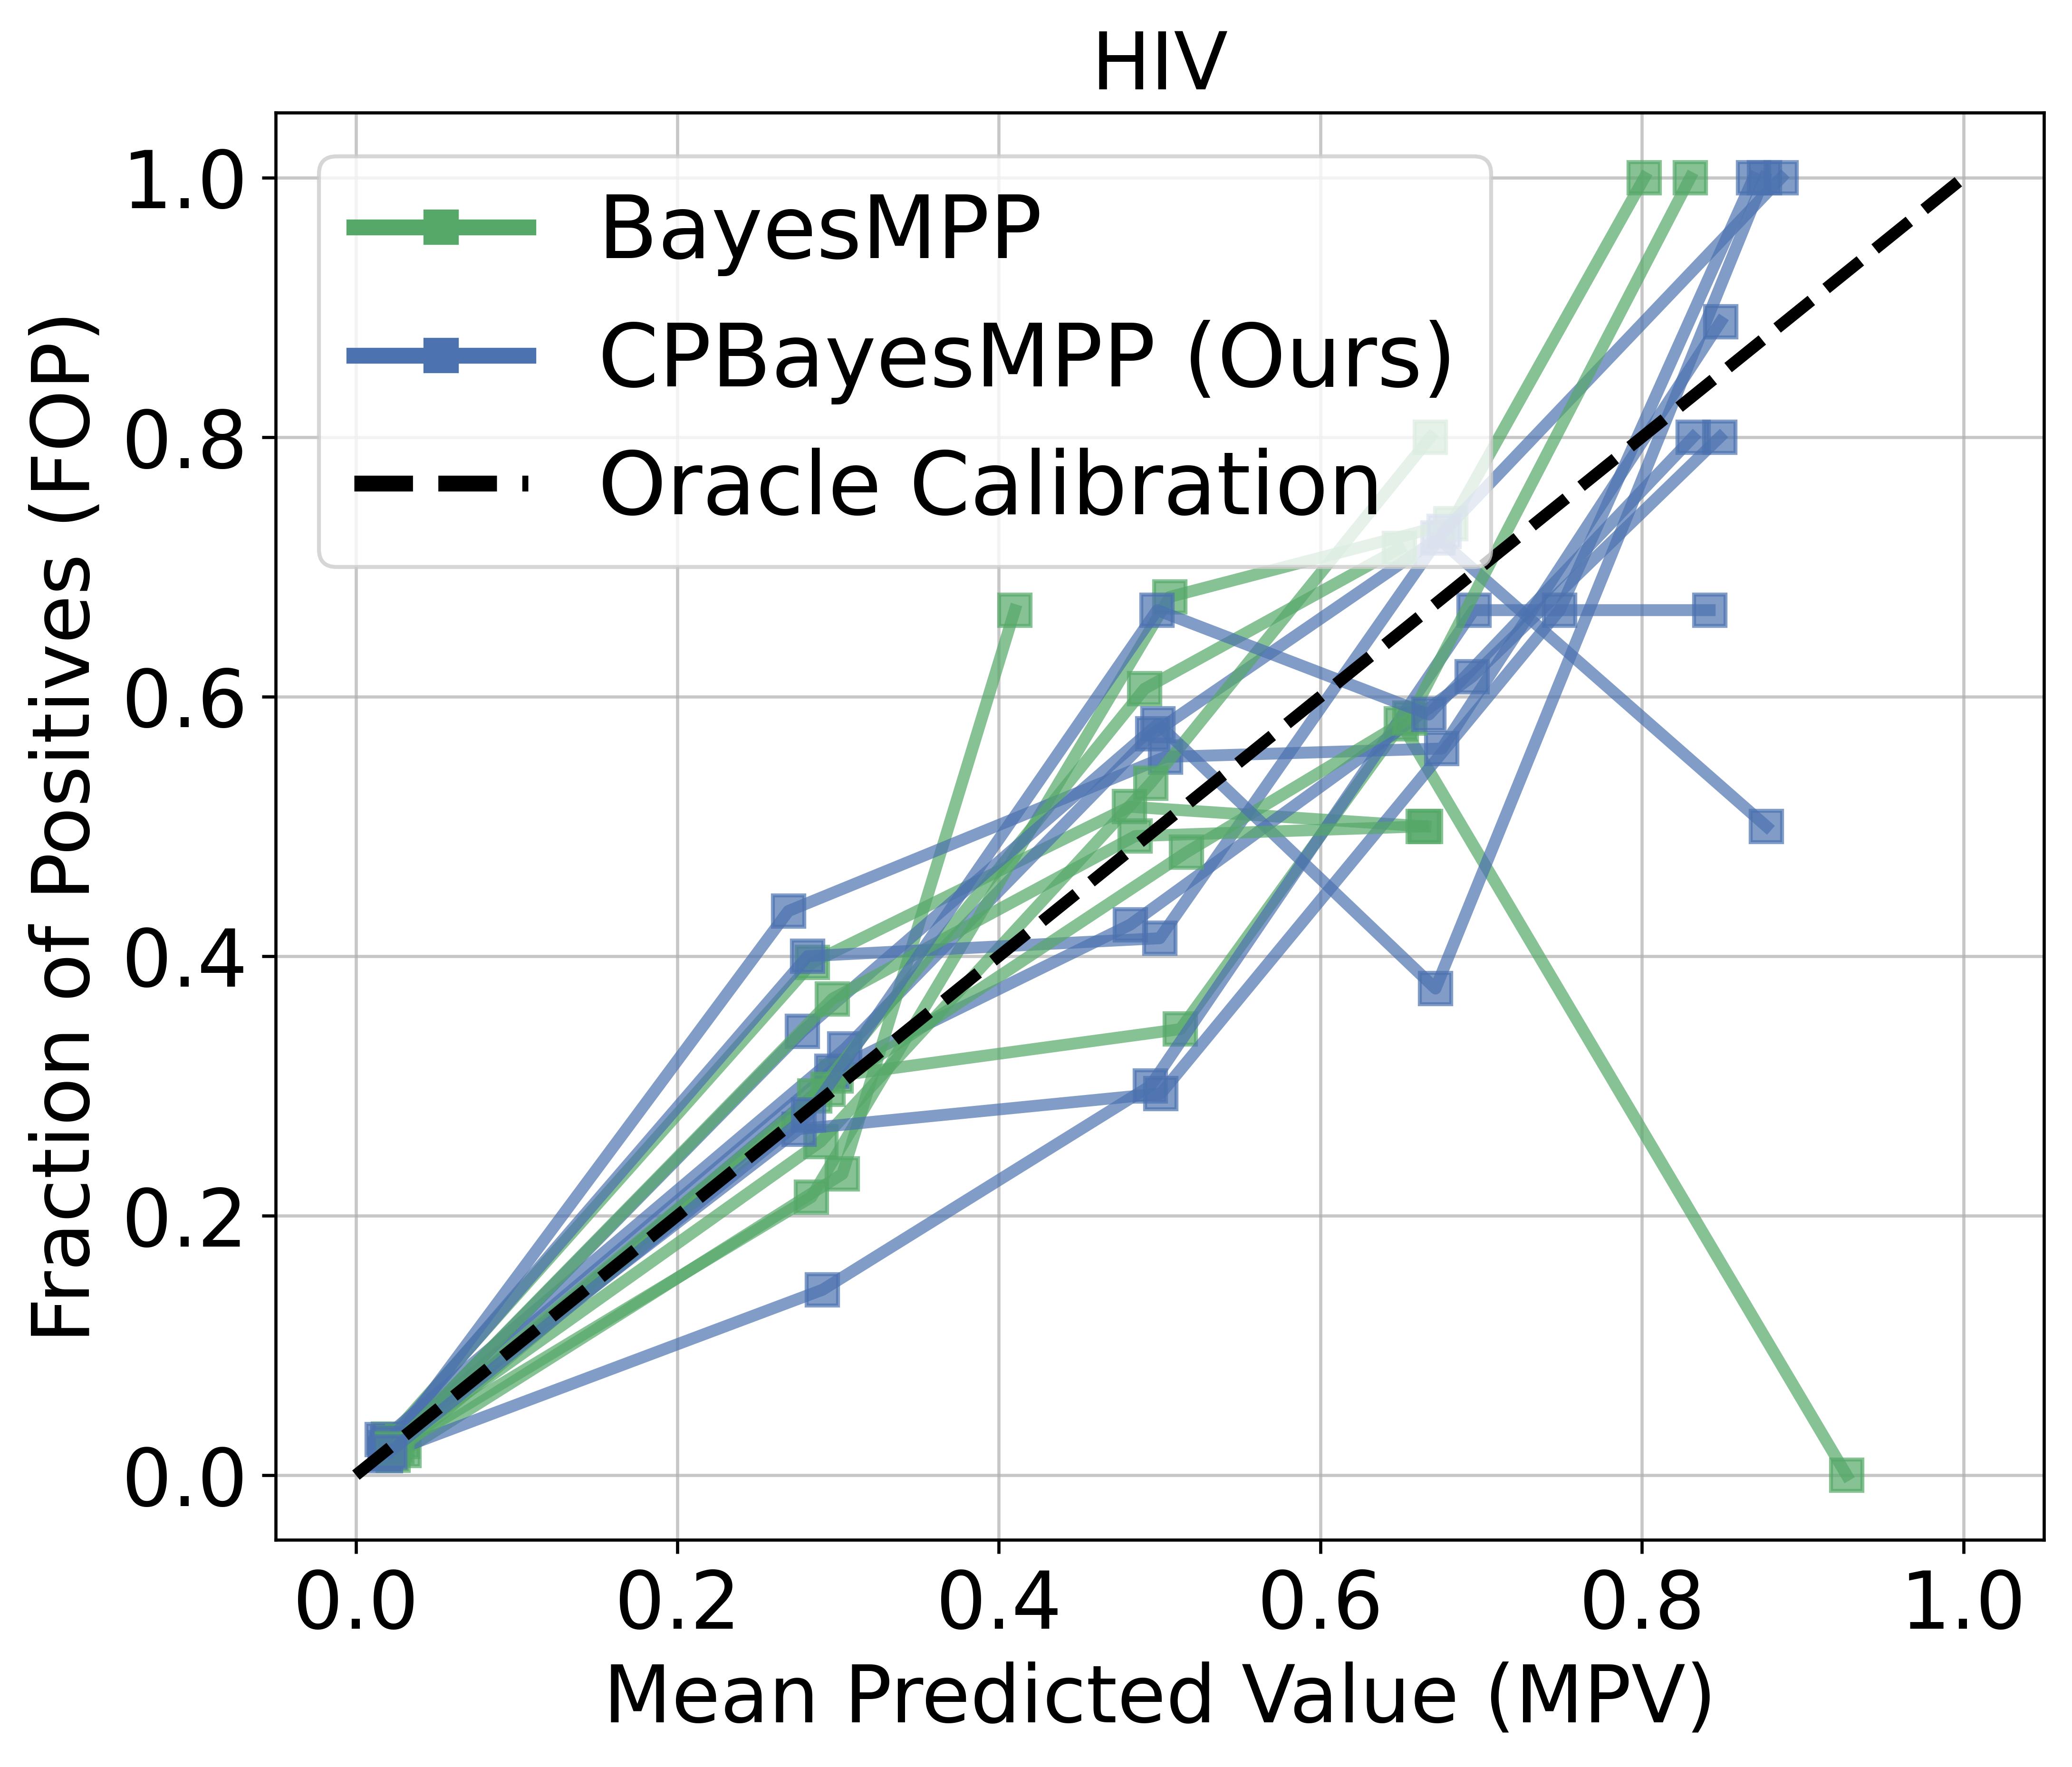 HIV
BayesMPP
CPBayesMPP (Ours)
Oracle Calibration
Fraction of Positives (FOP)
1.0
0.8
0.6
0.4
0.2
0.0
0.0 0.2 0.4 0.6 0.8 1.0
Mean Predicted Value (MPV)